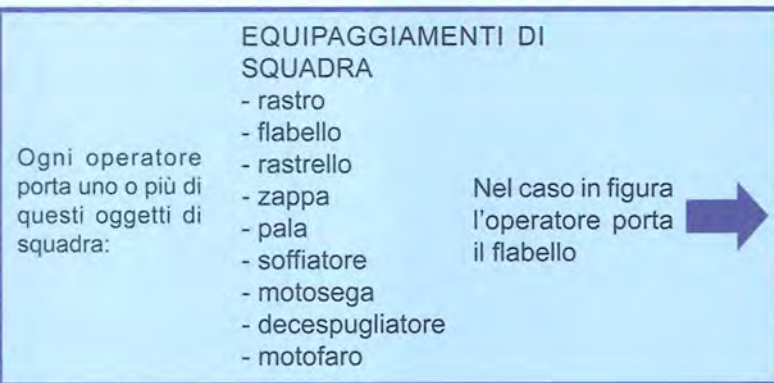 Ogni operatore
porta uno o più di
questi oggetti di
squadra:
EQUIPAGGIAMENTI DI
SQUADRA
- rastro
- flabello
- rastrello
- zappa
- pala
- soffiatore
- motosega
- decespugliatore
- motofaro
Nel caso in figura
l'operatore porta
il flabello